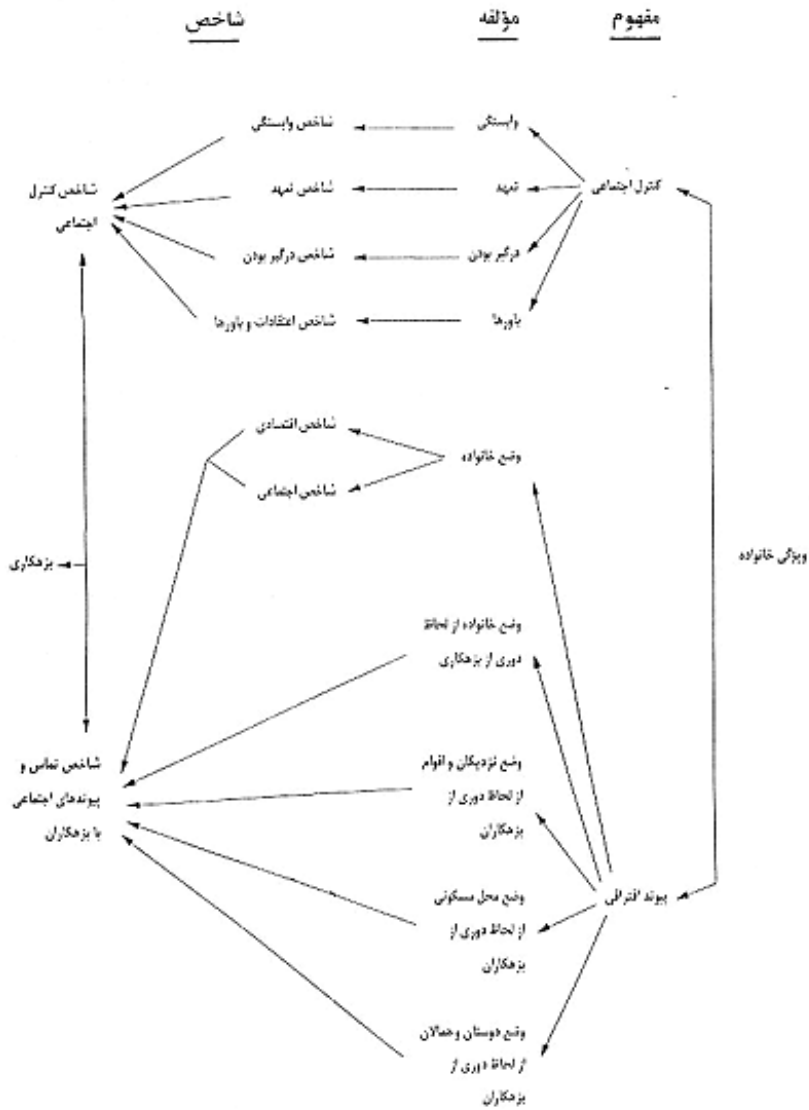 مفهوم
مؤلفه
شاخص
وابستگی
شاخص وابستگی
کنترل اجتماعی
تعهد
شاخص تعهد
شاخص کنترل
اجتماعی
درگیر بودن
شاخص درگیر بودن
باورها
شاخص اعتقادات و باورها
وضع خانواده
شاخص اقتصادی
شاخص اجتماعی
ویژگی خانواده
بزهکاری
وضع خانواده از لحاظ
دوری از بزهکاری
وضع نزدیکان و اقوام
از لحاظ دوری از
بزهکاران
شاخص تماس و
پیوندهای اجتماعی
با بزهکاران
پیوند افتراقی
وضع محل مسکونی
از لحاظ دوری از
بزهکاران
وضع دوستان و همالان
از لحاظ دوری از
بزهکاران